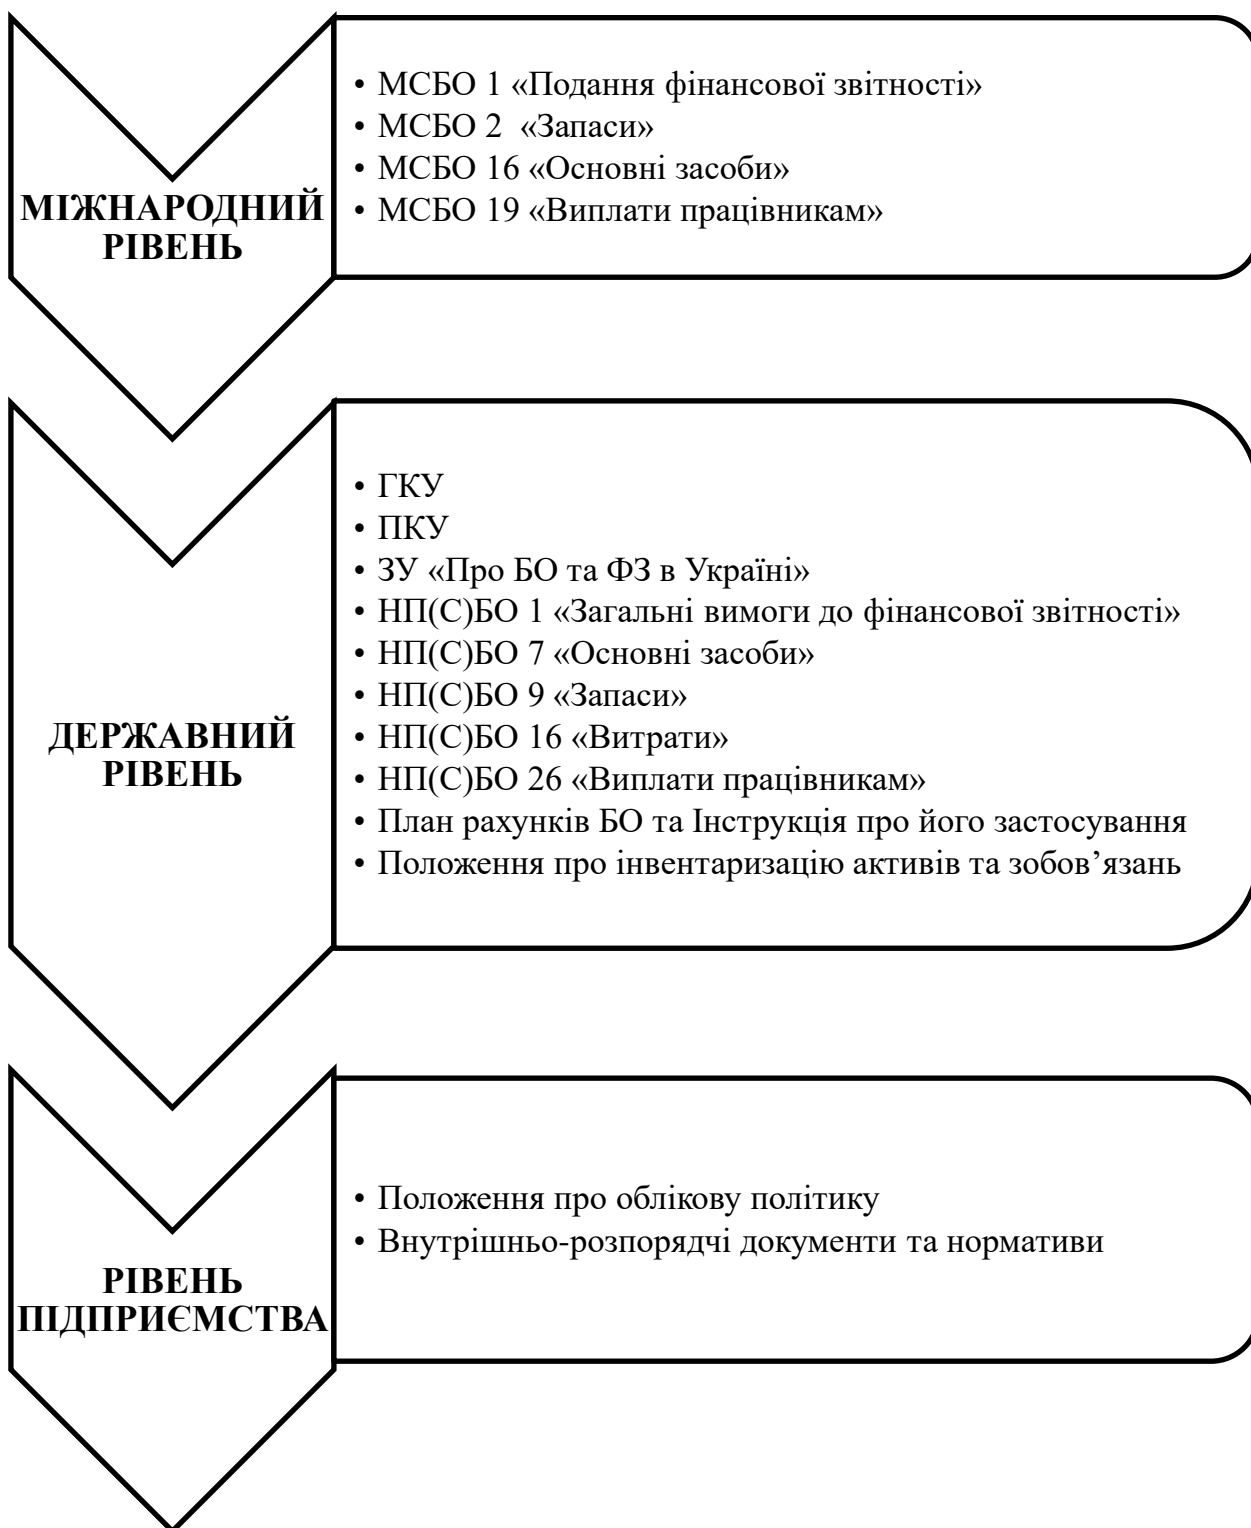 МІЖНАРОДНИЙ
РІВЕНЬ
• МСБО 1 «Подання фінансової звітності»
• МСБО 2 «Запаси»
• МСБО 16 «Основні засоби»
• МСБО 19 «Виплати працівникам»
ДЕРЖАВНИЙ
РІВЕНЬ
• ГКУ
• ПКУ
• ЗУ «Про БО та ФЗ в Україні»
• НП(С)БО 1 «Загальні вимоги до фінансової звітності»
• НП(С)БО 7 «Основні засоби»
• НП(С)БО 9 «Запаси»
• НП(С)БО 16 «Витрати»
• НП(С)БО 26 «Виплати працівникам»
• План рахунків БО та Інструкція про його застосування
• Положення про інвентаризацію активів та зобов’язань
РІВЕНЬ
ПІДПРИЄМСТВА
• Положення про облікову політику
• Внутрішньо-розпорядчі документи та нормативи